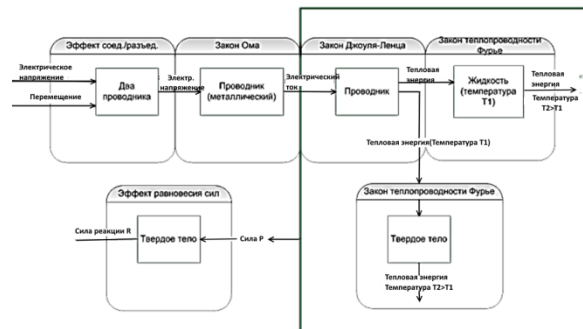 Эффект соед./разъед.
Закон Ома
Закон Джоуля-Ленца
Закон теплопроводности
Фурье
Электрическое
напряжение
Перемещение
Два
проводника
Электр.
напряжение
Проводник
(металлический)
Электрический
ток
Проводник
Тепловая
энергия
Жидкость
(температура
T1)
Тепловая
энергия
Температура
T2>T1
Тепловая энергия(Температура T1)
Эффект равновесия сил
Закон теплопроводности Фурье
Сила реакции R
Твердое тело
Сила P
Твердое тело
Тепловая энергия
Температура T2>T1